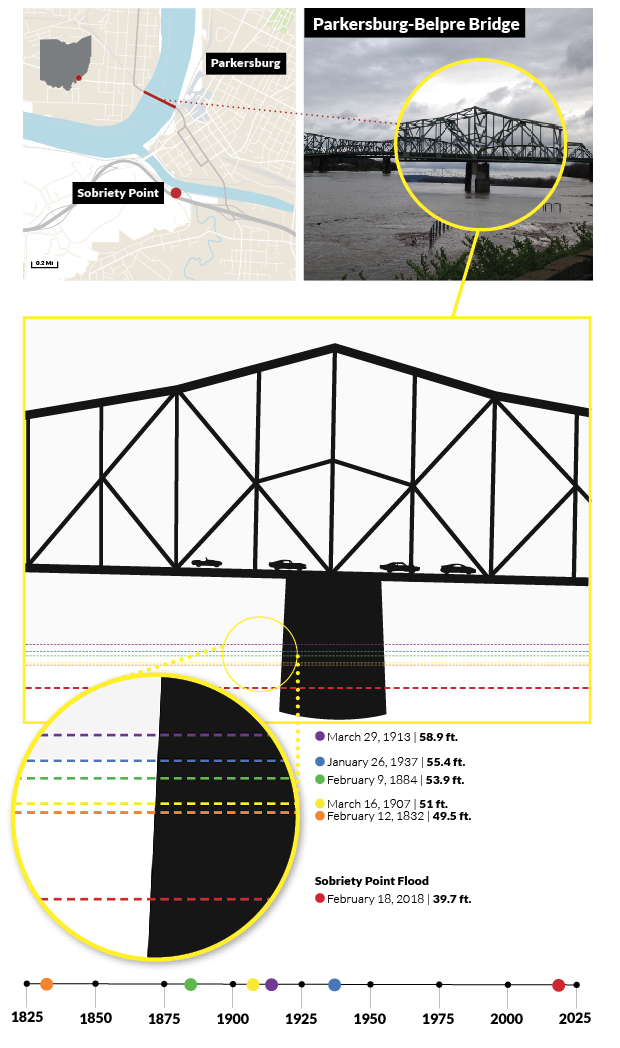 Parkersburg-Belpre Bridge
Parkersburg
Sobriety Point
0.2 Mi
March 29, 1913 | 58.9 ft.
January 26, 1937 | 55.4 ft.
February 9, 1884 | 53.9 ft.
March 16, 1907 | 51 ft.
February 12, 1832 | 49.5 ft.
Sobriety Point Flood
February 18, 2018 | 39.7 ft.
1825 1850 1875 1900 1925 1950 1975 2000 2025